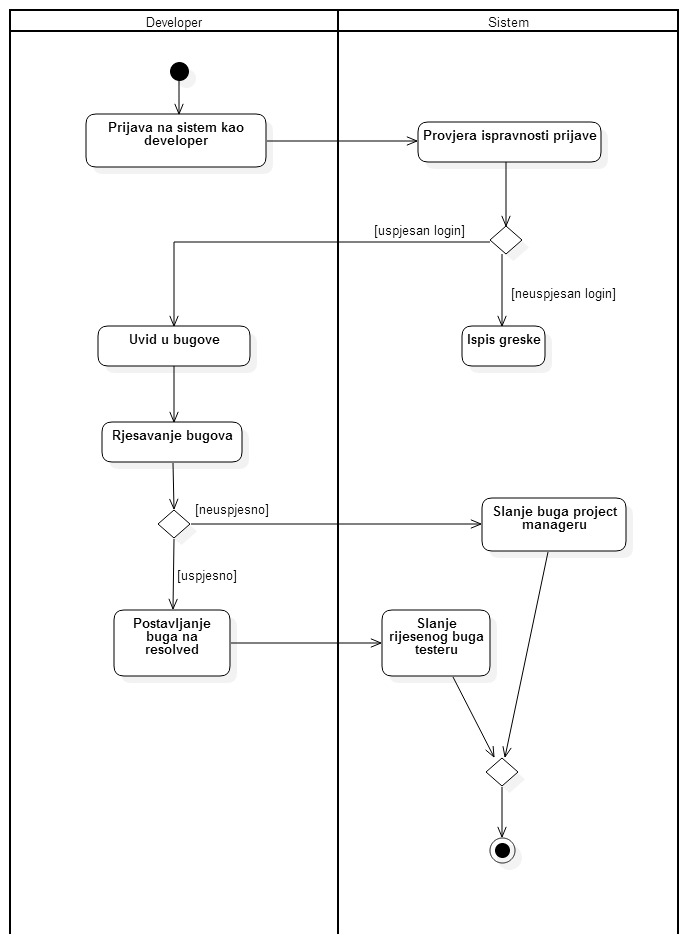 Developer
Sistem
Prijava na sistem kao
developer
Provjera ispravnosti prijave
[uspjesan login]
[neuspjesan login]
Uvid u bugove
Ispis greske
Rjesavanje bugova
[neuspjesno]
Slanje buga project
manageru
[uspjesno]
Postavljanje
buga na
resolved
Slanje
rijesenog buga
testeru